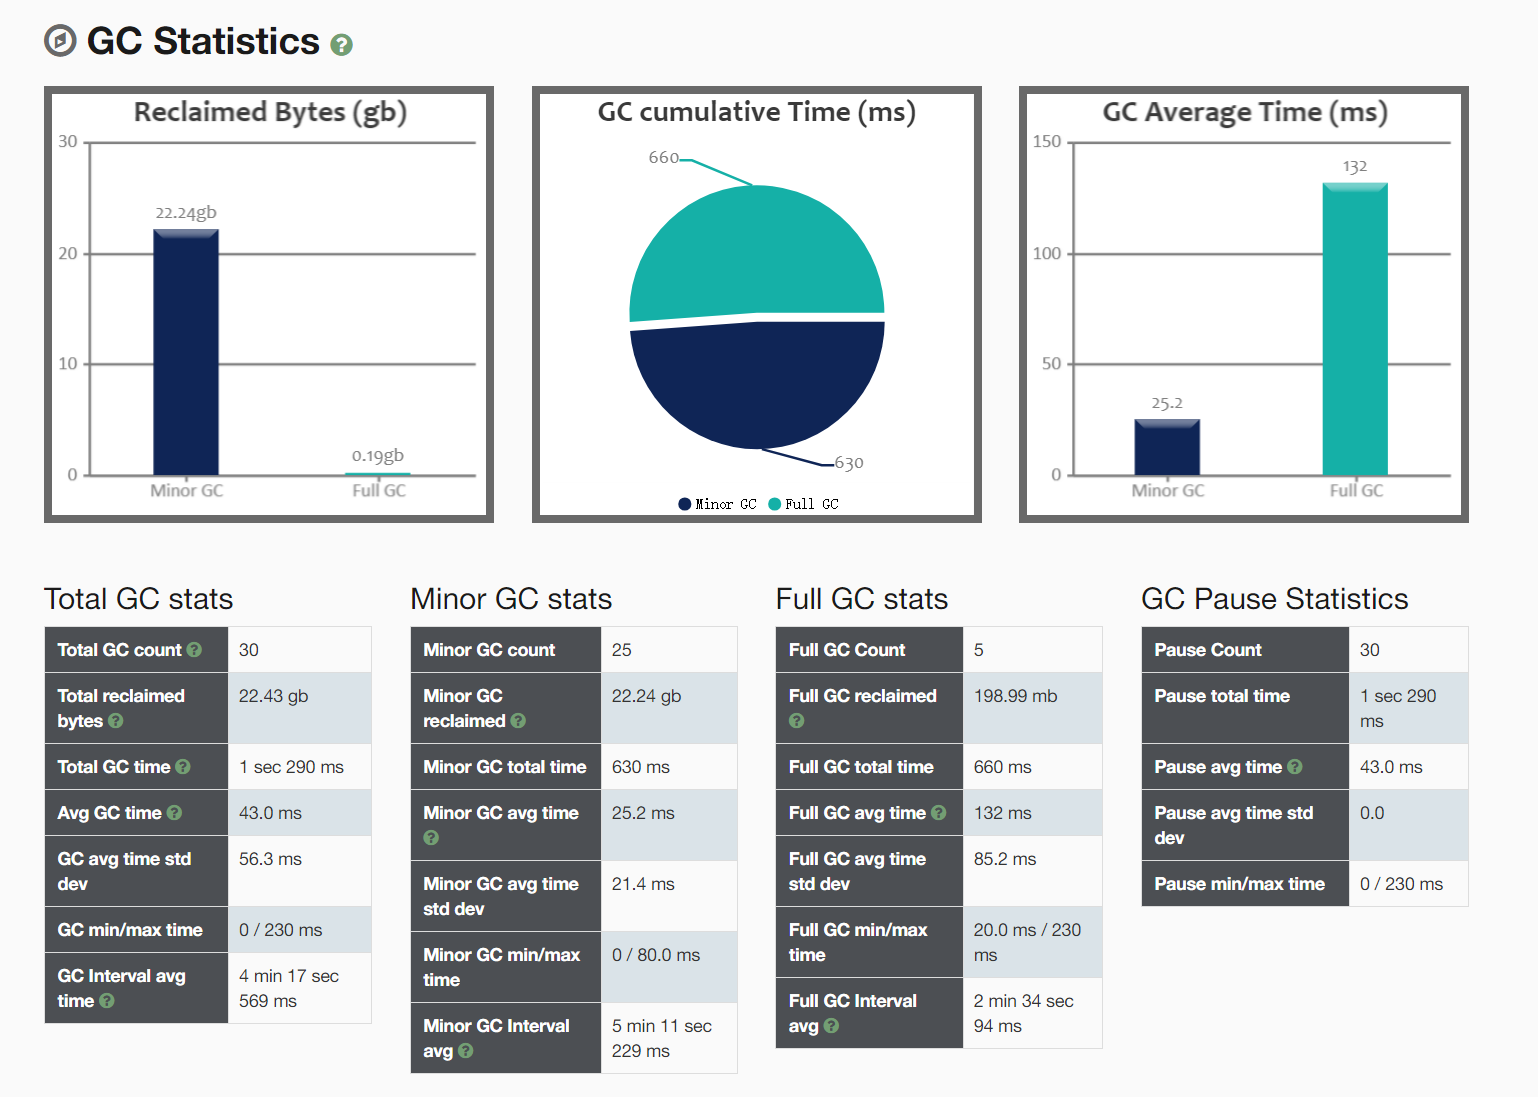 GC Statistics ?
Reclaimed Bytes (gb)
30
20
10
0
22.24gb
0.19gb
Minor GC
Full GC
GC cumulative Time (ms)
660
630
Minor GC
Full GC
GC Average Time (ms)
150
100
50
0
132
25.2
Minor GC
Full GC
Total GC stats
Total GC count ? 30
Total reclaimed 22.43 gb
bytes ?
Total GC time ? 1 sec 290 ms
Avg GC time ? 43.0 ms
GC avg time std 56.3 ms
dev
GC min/max time 0 / 230 ms
GC Interval avg 4 min 17 sec
time ? 569 ms
Minor GC stats
Minor GC count 25
Minor GC 22.24 gb
reclaimed ?
Minor GC total time 630 ms
Minor GC avg time 25.2 ms
?
Minor GC avg time 21.4 ms
std dev
Minor GC min/max 0 / 80.0 ms
time
Minor GC Interval 5 min 11 sec
avg ? 229 ms
Full GC stats
Full GC Count 5
Full GC reclaimed 198.99 mb
?
Full GC total time 660 ms
Full GC avg time ? 132 ms
Full GC avg time 85.2 ms
std dev
Full GC min/max 20.0 ms / 230
time ms
Full GC Interval 2 min 34 sec
avg ? 94 ms
GC Pause Statistics
Pause Count 30
Pause total time 1 sec 290
ms
Pause avg time ? 43.0 ms
Pause avg time std 0.0
dev
Pause min/max time 0 / 230 ms